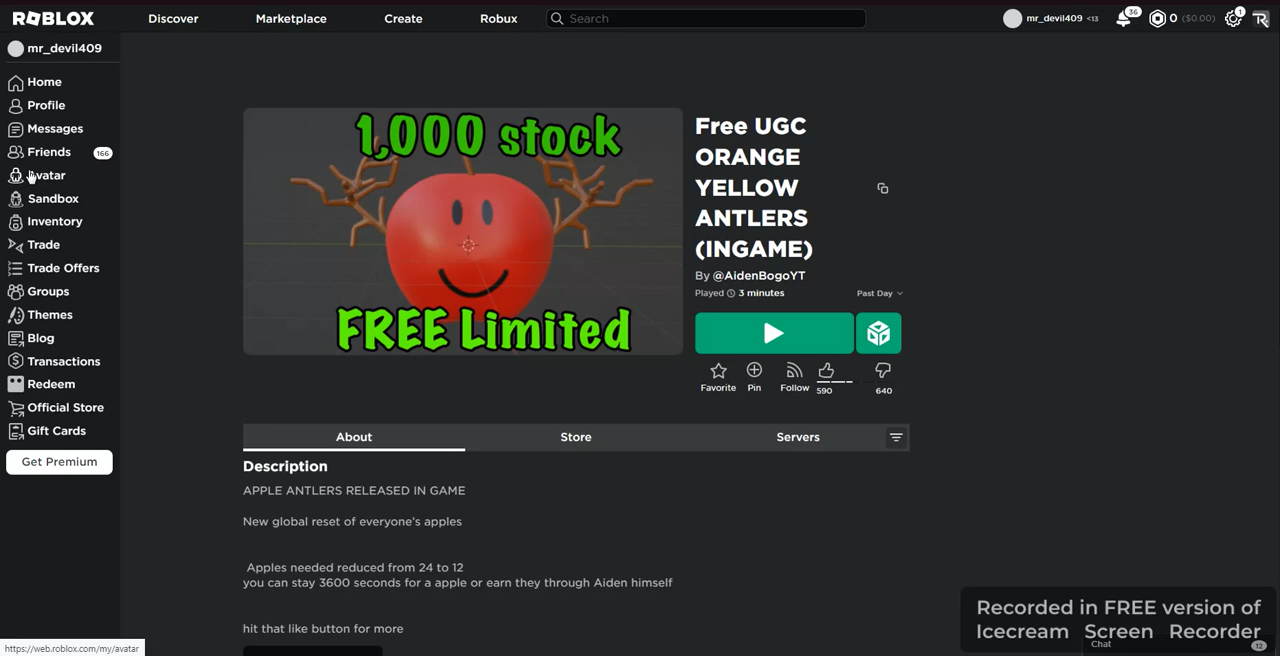 ROBLOX
Discover
Marketplace
Create
Robux
Search
mr_devil409 <13
36
0 ($0.00)
1
mr_devil409
Home
Profile
Messages
Friends 166
Avatar
Sandbox
Inventory
Trade
Trade Offers
Groups
Themes
Blog
Transactions
Redeem
Official Store
Gift Cards
Get Premium
1,000 stock
FREE Limited
Free UGC
ORANGE
YELLOW
ANTLERS
(INGAME)
By @AidenBogoYT
Played 3 minutes
Past Day
Favorite
Pin
Follow
590
640
About
Store
Servers
Description
APPLE ANTLERS RELEASED IN GAME
New global reset of everyone's apples
Apples needed reduced from 24 to 12
you can stay 3600 seconds for a apple or earn they through Aiden himself
hit that like button for more
Recorded in FREE version of
Icecream Screen Recorder
Chat
12
https://web.roblox.com/my/avatar